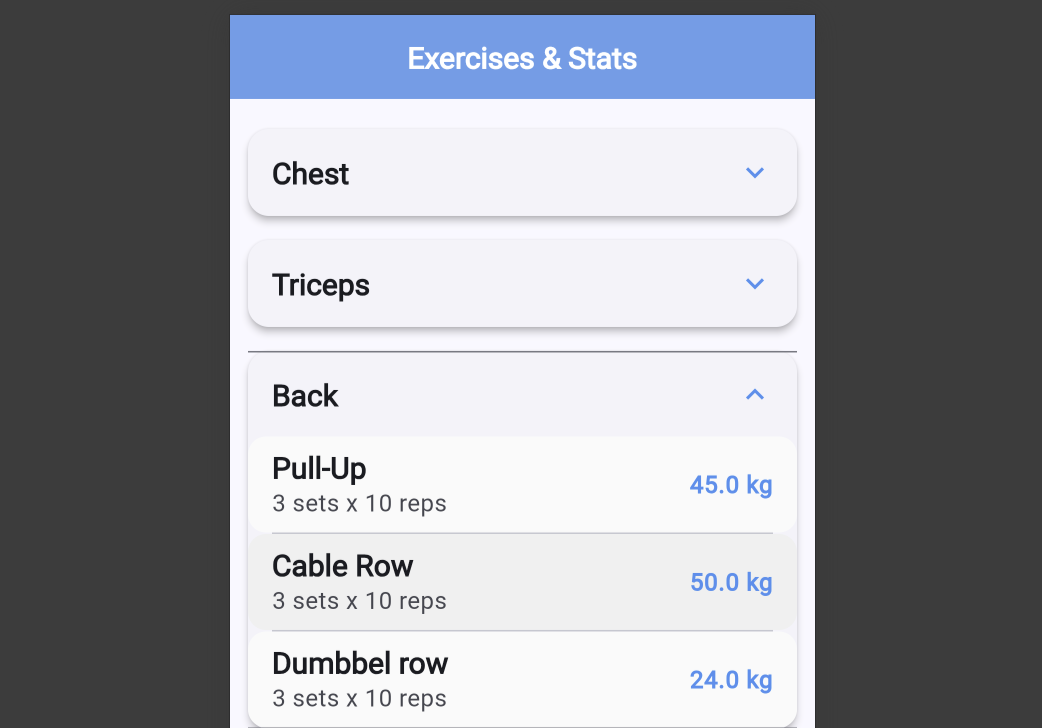 Exercises & Stats
Chest
Triceps
Back
Pull-Up
3 sets x 10 reps
45.0 kg
Cable Row
3 sets x 10 reps
50.0 kg
Dumbbel row
3 sets x 10 reps
24.0 kg